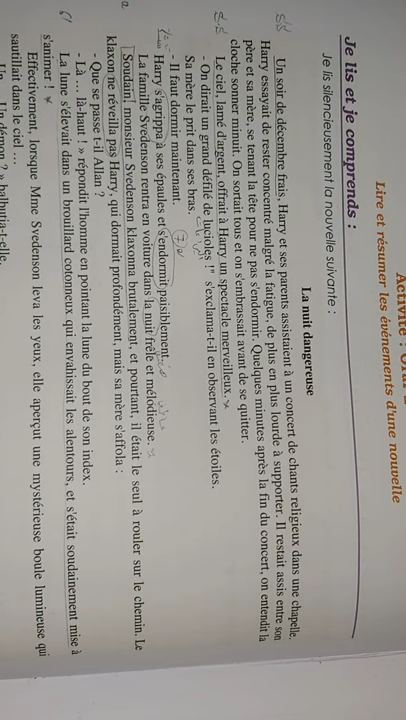 Activité : Oral
Lire et résumer les événements d'une nouvelle
Je lis et je comprends :
Je lis silencieusement la nouvelle suivante :
La nuit dangereuse
Un soir de décembre frais, Harry et ses parents assistaient à un concert de chants religieux dans une chapelle.
Harry essayait de rester concentré malgré la fatigue, de plus en plus lourde à supporter. Il restait assis entre son
père et sa mère, se tenant la tête pour ne pas s'endormir. Quelques minutes après la fin du concert, on entendit la
cloche sonner minuit. On sortait tous et on s'embrassait avant de se quitter.
Le ciel, lamé d'argent, offrait à Harry un spectacle merveilleux.
- On dirait un grand défilé de lucioles !" s'exclama-t-il en observant les étoiles.
Sa mère le prit dans ses bras.
- Il faut dormir maintenant.
Harry s'agrippa à ses épaules et s'endormit paisiblement.
La famille Svedenson rentra en voiture dans la nuit frêle et mélodieuse.
Soudain, monsieur Svedenson klaxonna brutalement, et pourtant, il était le seul à rouler sur le chemin. Le
klaxon ne réveilla pas Harry, qui dormait profondément, mais sa mère s'affola :
- Que se passe t-il Allan ?
- Là … là-haut ! » répondit l'homme en pointant la lune du bout de son index.
La lune s'élevait dans un brouillard cotonneux qui envahissait les alentours, et s'était soudainement mise à
s'animer !
Effectivement, lorsque Mme Svedenson leva les yeux, elle aperçut une mystérieuse boule lumineuse qui
sautillait dans le ciel …
démon ? » balbutia-t-elle.